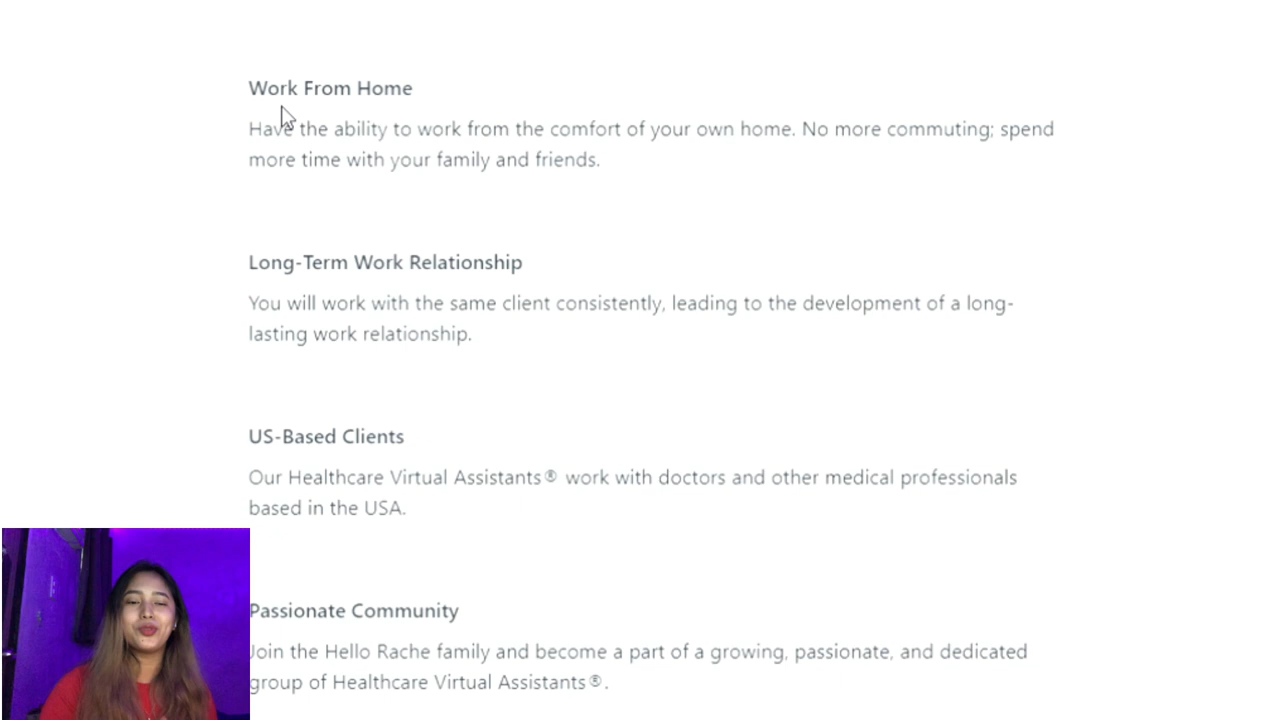 Work From Home
Have the ability to work from the comfort of your own home. No more commuting; spend
more time with your family and friends.
Long-Term Work Relationship
You will work with the same client consistently, leading to the development of a long-
lasting work relationship.
US-Based Clients
Our Healthcare Virtual Assistants® work with doctors and other medical professionals
based in the USA.
Passionate Community
Join the Hello Rache family and become a part of a growing, passionate, and dedicated
group of Healthcare Virtual Assistants®.